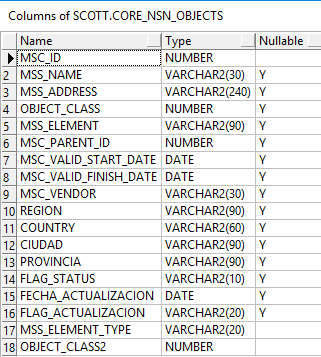 Columns of SCOTT.CORE_NSN_OBJECTS
Name Type Nullable
MSC_ID NUMBER
2 MSS_NAME VARCHAR2(30) Y
3 MSS_ADDRESS VARCHAR2(240) Y
4 OBJECT_CLASS NUMBER Y
5 MSS_ELEMENT VARCHAR2(90) Y
6 MSC_PARENT_ID NUMBER Y
7 MSC_VALID_START_DATE DATE Y
8 MSC_VALID_FINISH_DATE DATE Y
9 MSC_VENDOR VARCHAR2(30) Y
10 REGION VARCHAR2(90) Y
11 COUNTRY VARCHAR2(60) Y
12 CIUDAD VARCHAR2(90) Y
13 PROVINCIA VARCHAR2(90) Y
14 FLAG_STATUS VARCHAR2(10) Y
15 FECHA_ACTUALIZACION DATE Y
16 FLAG_ACTUALIZACION VARCHAR2(20) Y
17 MSS_ELEMENT_TYPE VARCHAR2(20)
18 OBJECT_CLASS2 NUMBER